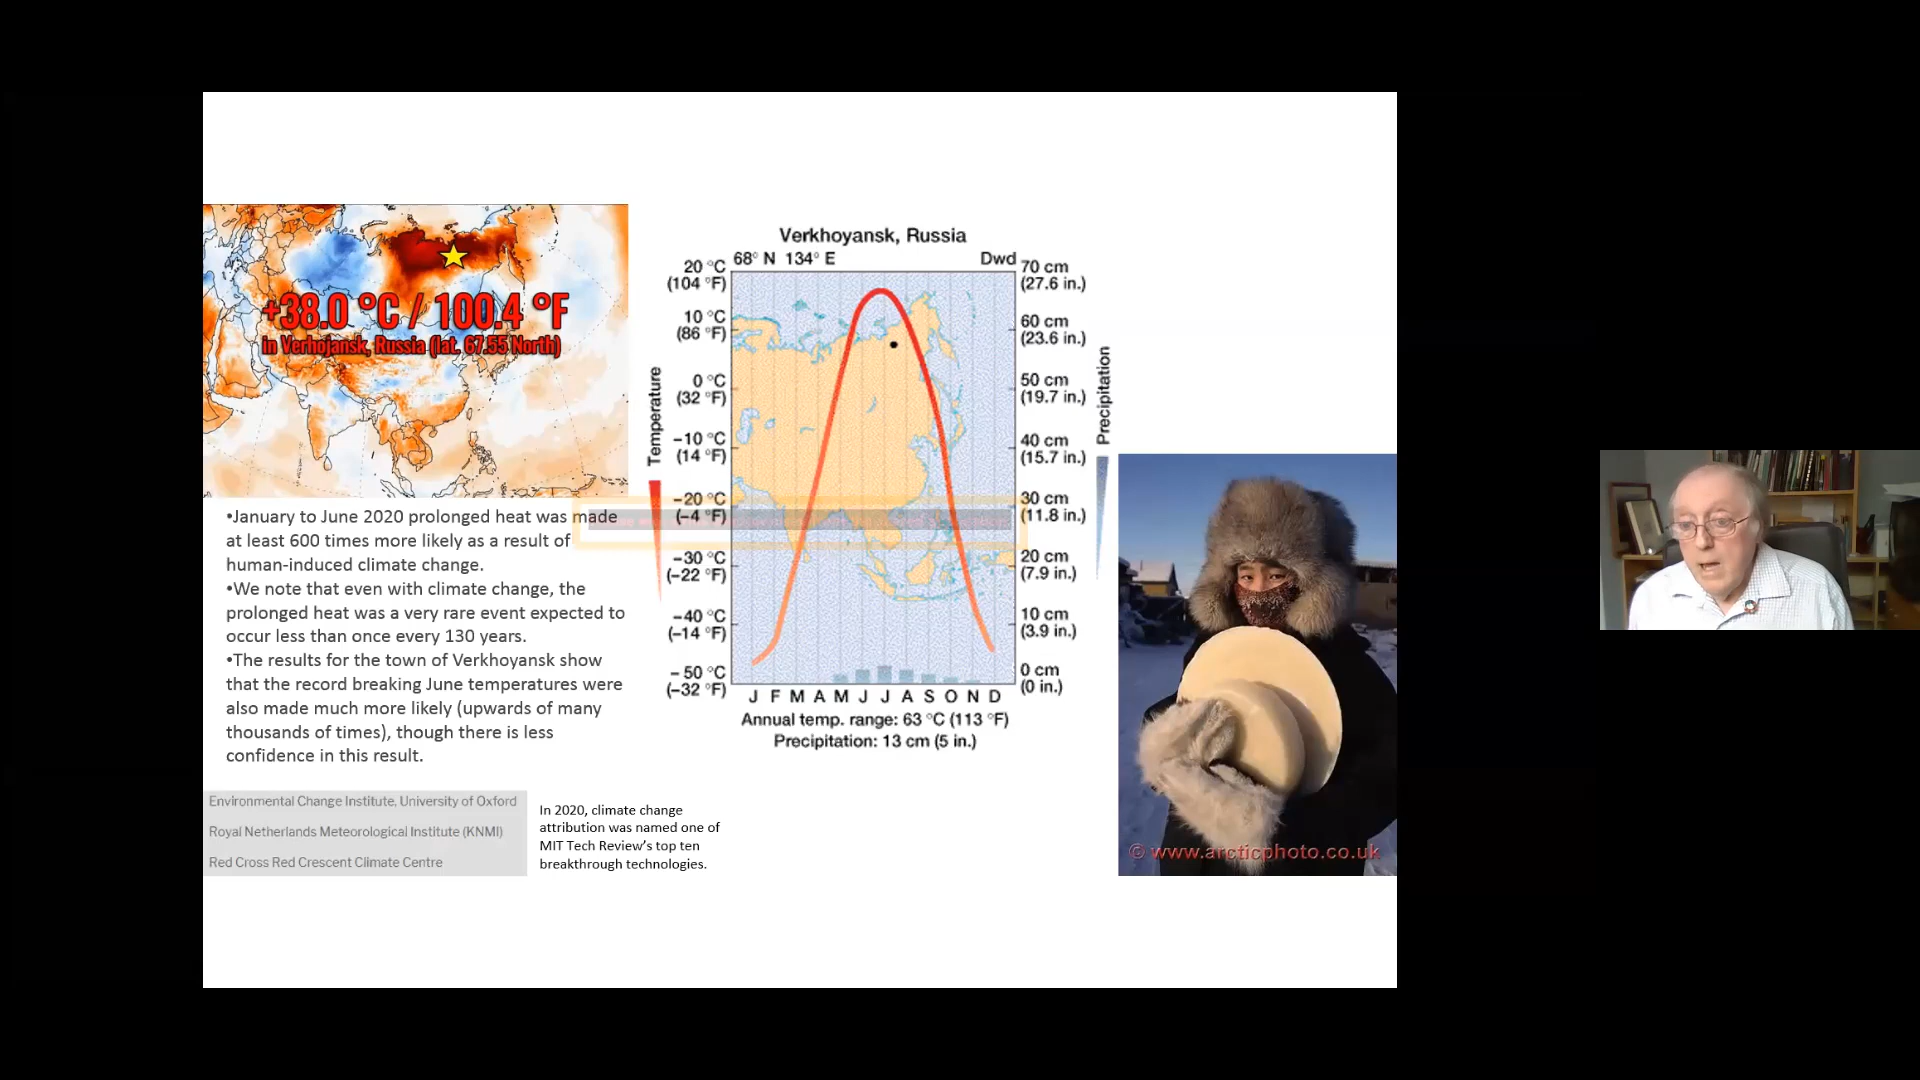 +38.0 °C / 100.4 °F
in Verhojansk, Russia (lat. 67.55 North)
•January to June 2020 prolonged heat was made
at least 600 times more likely as a result of
human-induced climate change.
•We note that even with climate change, the
prolonged heat was a very rare event expected to
occur less than once every 130 years.
•The results for the town of Verkhoyansk show
that the record breaking June temperatures were
also made much more likely (upwards of many
thousands of times), though there is less
confidence in this result.
Environmental Change Institute, University of Oxford
Royal Netherlands Meteorological Institute (KNMI)
Red Cross Red Crescent Climate Centre
In 2020, climate change
attribution was named one of
MIT Tech Review's top ten
breakthrough technologies.
Verkhoyansk, Russia
68° N 134° E Dwd
20 °C
(104 °F)
10 °C
(86 °F)
0 °C
(32 °F)
−10 °C
(14 °F)
−20 °C
(−4 °F)
−30 °C
(−22 °F)
−40 °C
(−14 °F)
−50 °C
(−32 °F)
Temperature
70 cm
(27.6 in.)
60 cm
(23.6 in.)
50 cm
(19.7 in.)
40 cm
(15.7 in.)
30 cm
(11.8 in.)
20 cm
(7.9 in.)
10 cm
(3.9 in.)
0 cm
(0 in.)
Precipitation
J F M A M J J A S O N D
Annual temp. range: 63 °C (113 °F)
Precipitation: 13 cm (5 in.)
© www.arcticphoto.co.uk